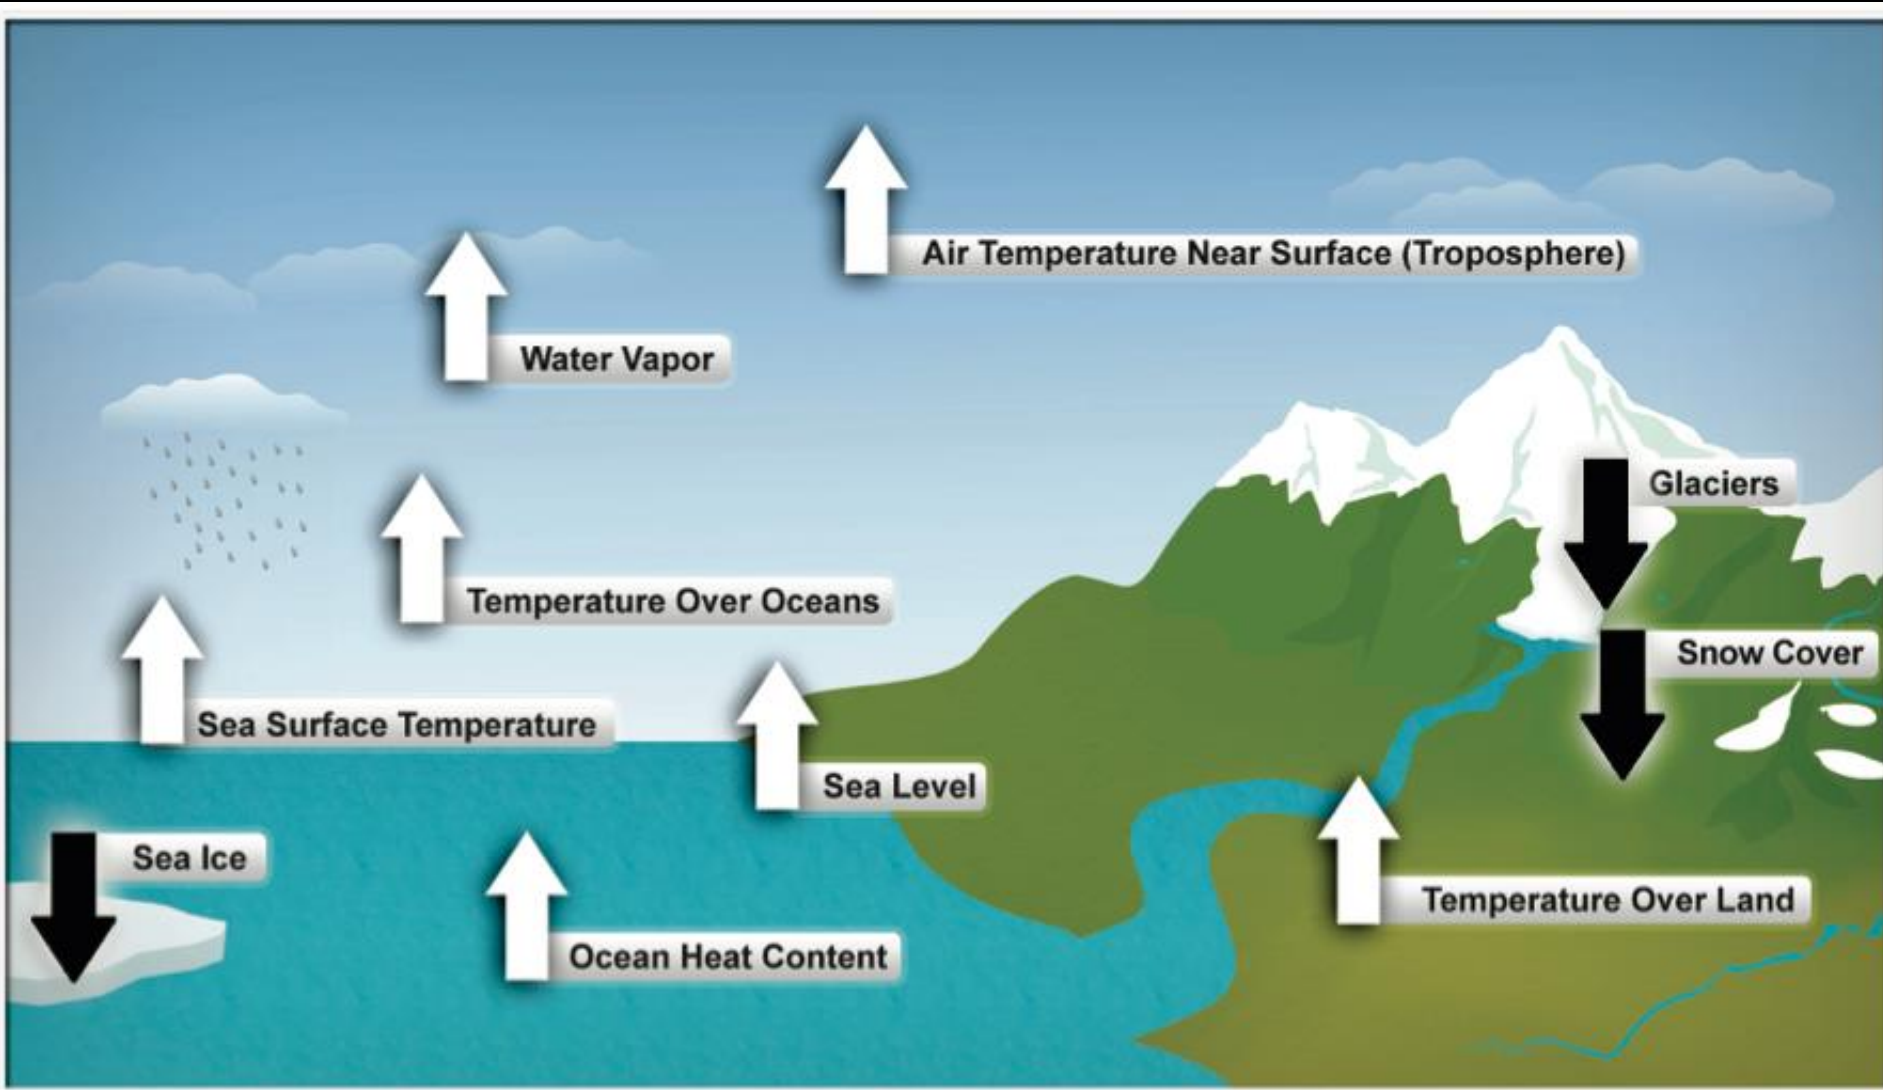 Air Temperature Near Surface (Troposphere)
Water Vapor
Glaciers
Temperature Over Oceans
Snow Cover
Sea Surface Temperature
Sea Level
Sea Ice
Temperature Over Land
Ocean Heat Content